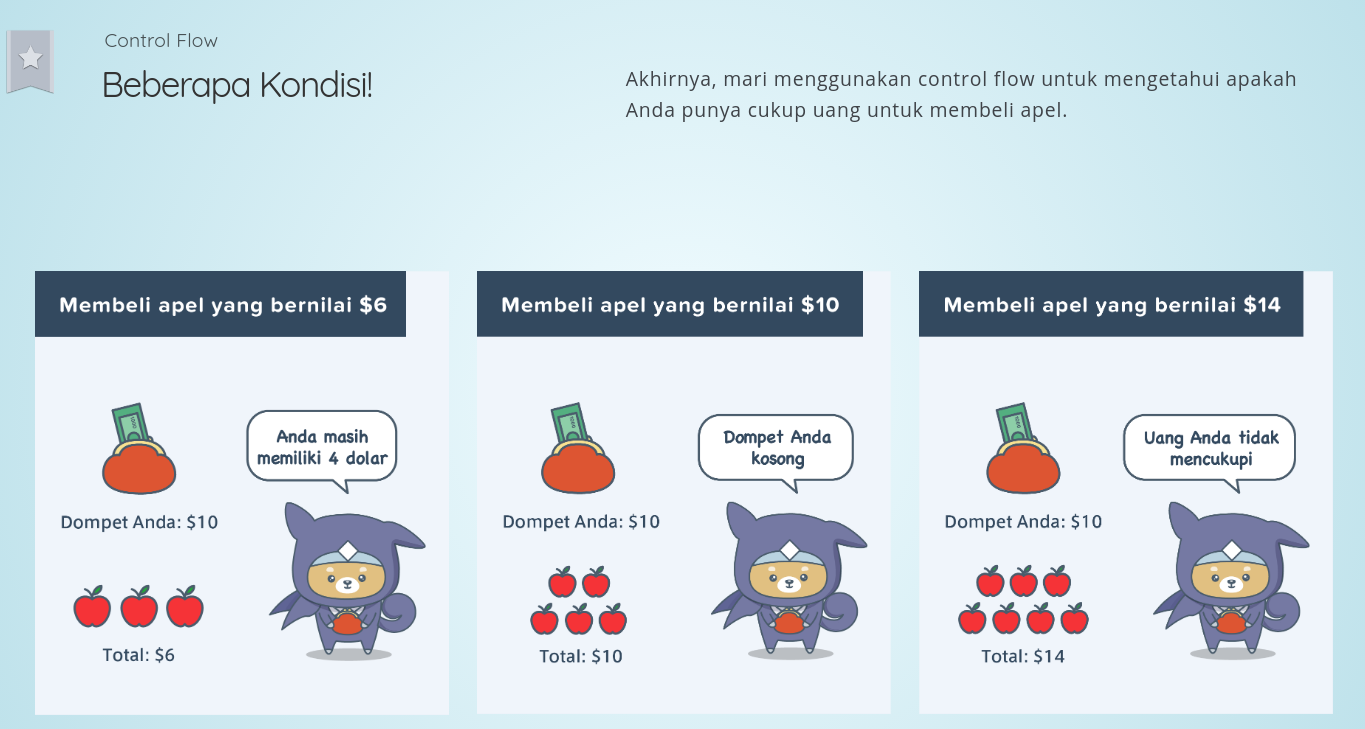 Control Flow
Beberapa Kondisi!
Akhirnya, mari menggunakan control flow untuk mengetahui apakah
Anda punya cukup uang untuk membeli apel.
Membeli apel yang bernilai $6
Anda masih
memiliki 4 dolar
Dompet Anda: $10
Total: $6
Membeli apel yang bernilai $10
Dompet Anda
kosong
Dompet Anda: $10
Total: $10
Membeli apel yang bernilai $14
Uang Anda tidak
mencukupi
Dompet Anda: $10
Total: $14